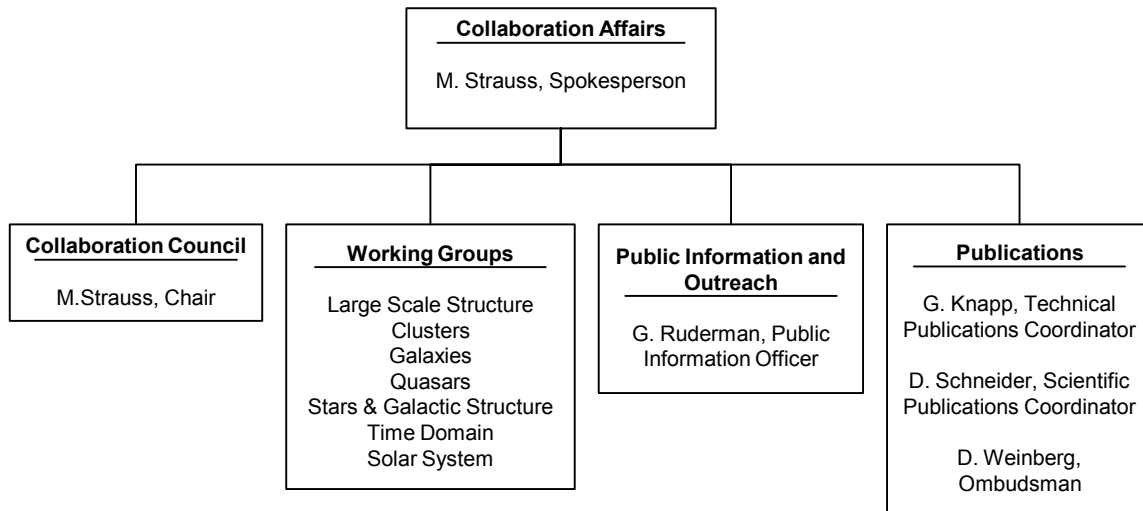 Collaboration Affairs
M. Strauss, Spokesperson
Collaboration Council
M.Strauss, Chair
Working Groups
Large Scale Structure
Clusters
Galaxies
Quasars
Stars & Galactic Structure
Time Domain
Solar System
Public Information and
Outreach
G. Ruderman, Public
Information Officer
Publications
G. Knapp, Technical
Publications Coordinator
D. Schneider, Scientific
Publications Coordinator
D. Weinberg,
Ombudsman